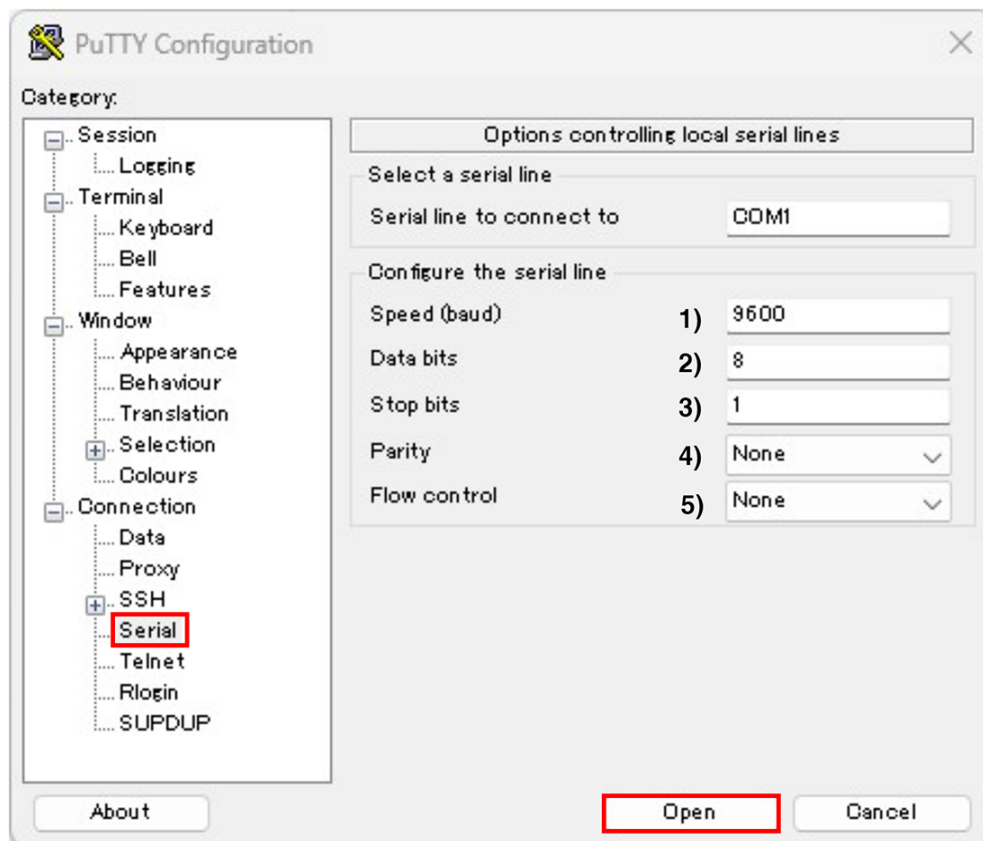 PuTTY Configuration
Category:
Session
Logging
Terminal
Keyboard
Bell
Features
Window
Appearance
Behaviour
Translation
Selection
Colours
Connection
Data
Proxy
SSH
Serial
Telnet
Rlogin
SUPDUP
Options controlling local serial lines
Select a serial line
Serial line to connect to COM1
Configure the serial line
Speed (baud) 1) 9600
Data bits 2) 8
Stop bits 3) 1
Parity 4) None
Flow control 5) None
About Open Cancel